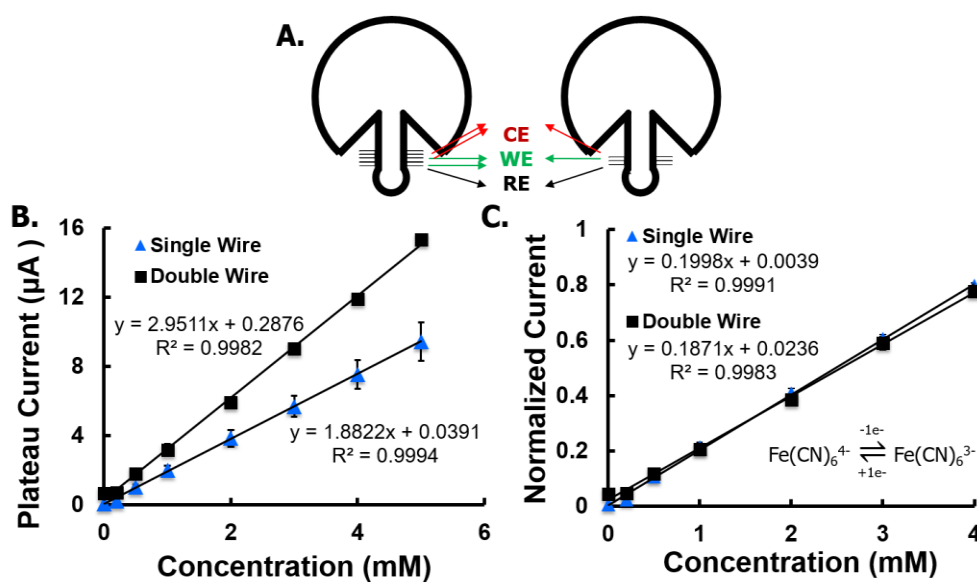 A.
CE
WE
RE
B.
Plateau Current (µA )
16
12
8
4
0
Single Wire
Double Wire
y = 2.9511x + 0.2876
R² = 0.9982
y = 1.8822x + 0.0391
R² = 0.9994
0 2 4 6
Concentration (mM)
C.
Normalized Current
1
0.8
0.6
0.4
0.2
0
Single Wire
y = 0.1998x + 0.0039
R² = 0.9991
Double Wire
y = 0.1871x + 0.0236
R² = 0.9983
-1e-
Fe(CN)₆⁴⁻ ⇌ Fe(CN)₆³⁻
+1e-
0 1 2 3 4
Concentration (mM)